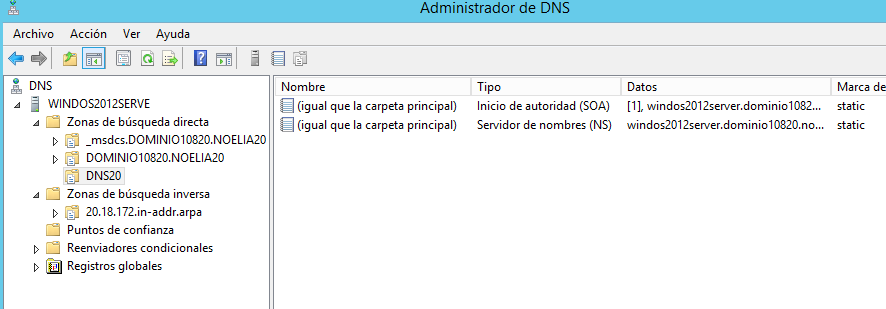 Administrador de DNS
Archivo Acción Ver Ayuda
DNS
WINDOS2012SERVE
Zonas de búsqueda directa
_msdcs.DOMINIO10820.NOELIA20
DOMINIO10820.NOELIA20
DNS20
Zonas de búsqueda inversa
20.18.172.in-addr.arpa
Puntos de confianza
Reenviadores condicionales
Registros globales
Nombre Tipo Datos Marca de
(igual que la carpeta principal) Inicio de autoridad (SOA) [1], windos2012server.dominio1082... static
(igual que la carpeta principal) Servidor de nombres (NS) windos2012server.dominio10820.no... static